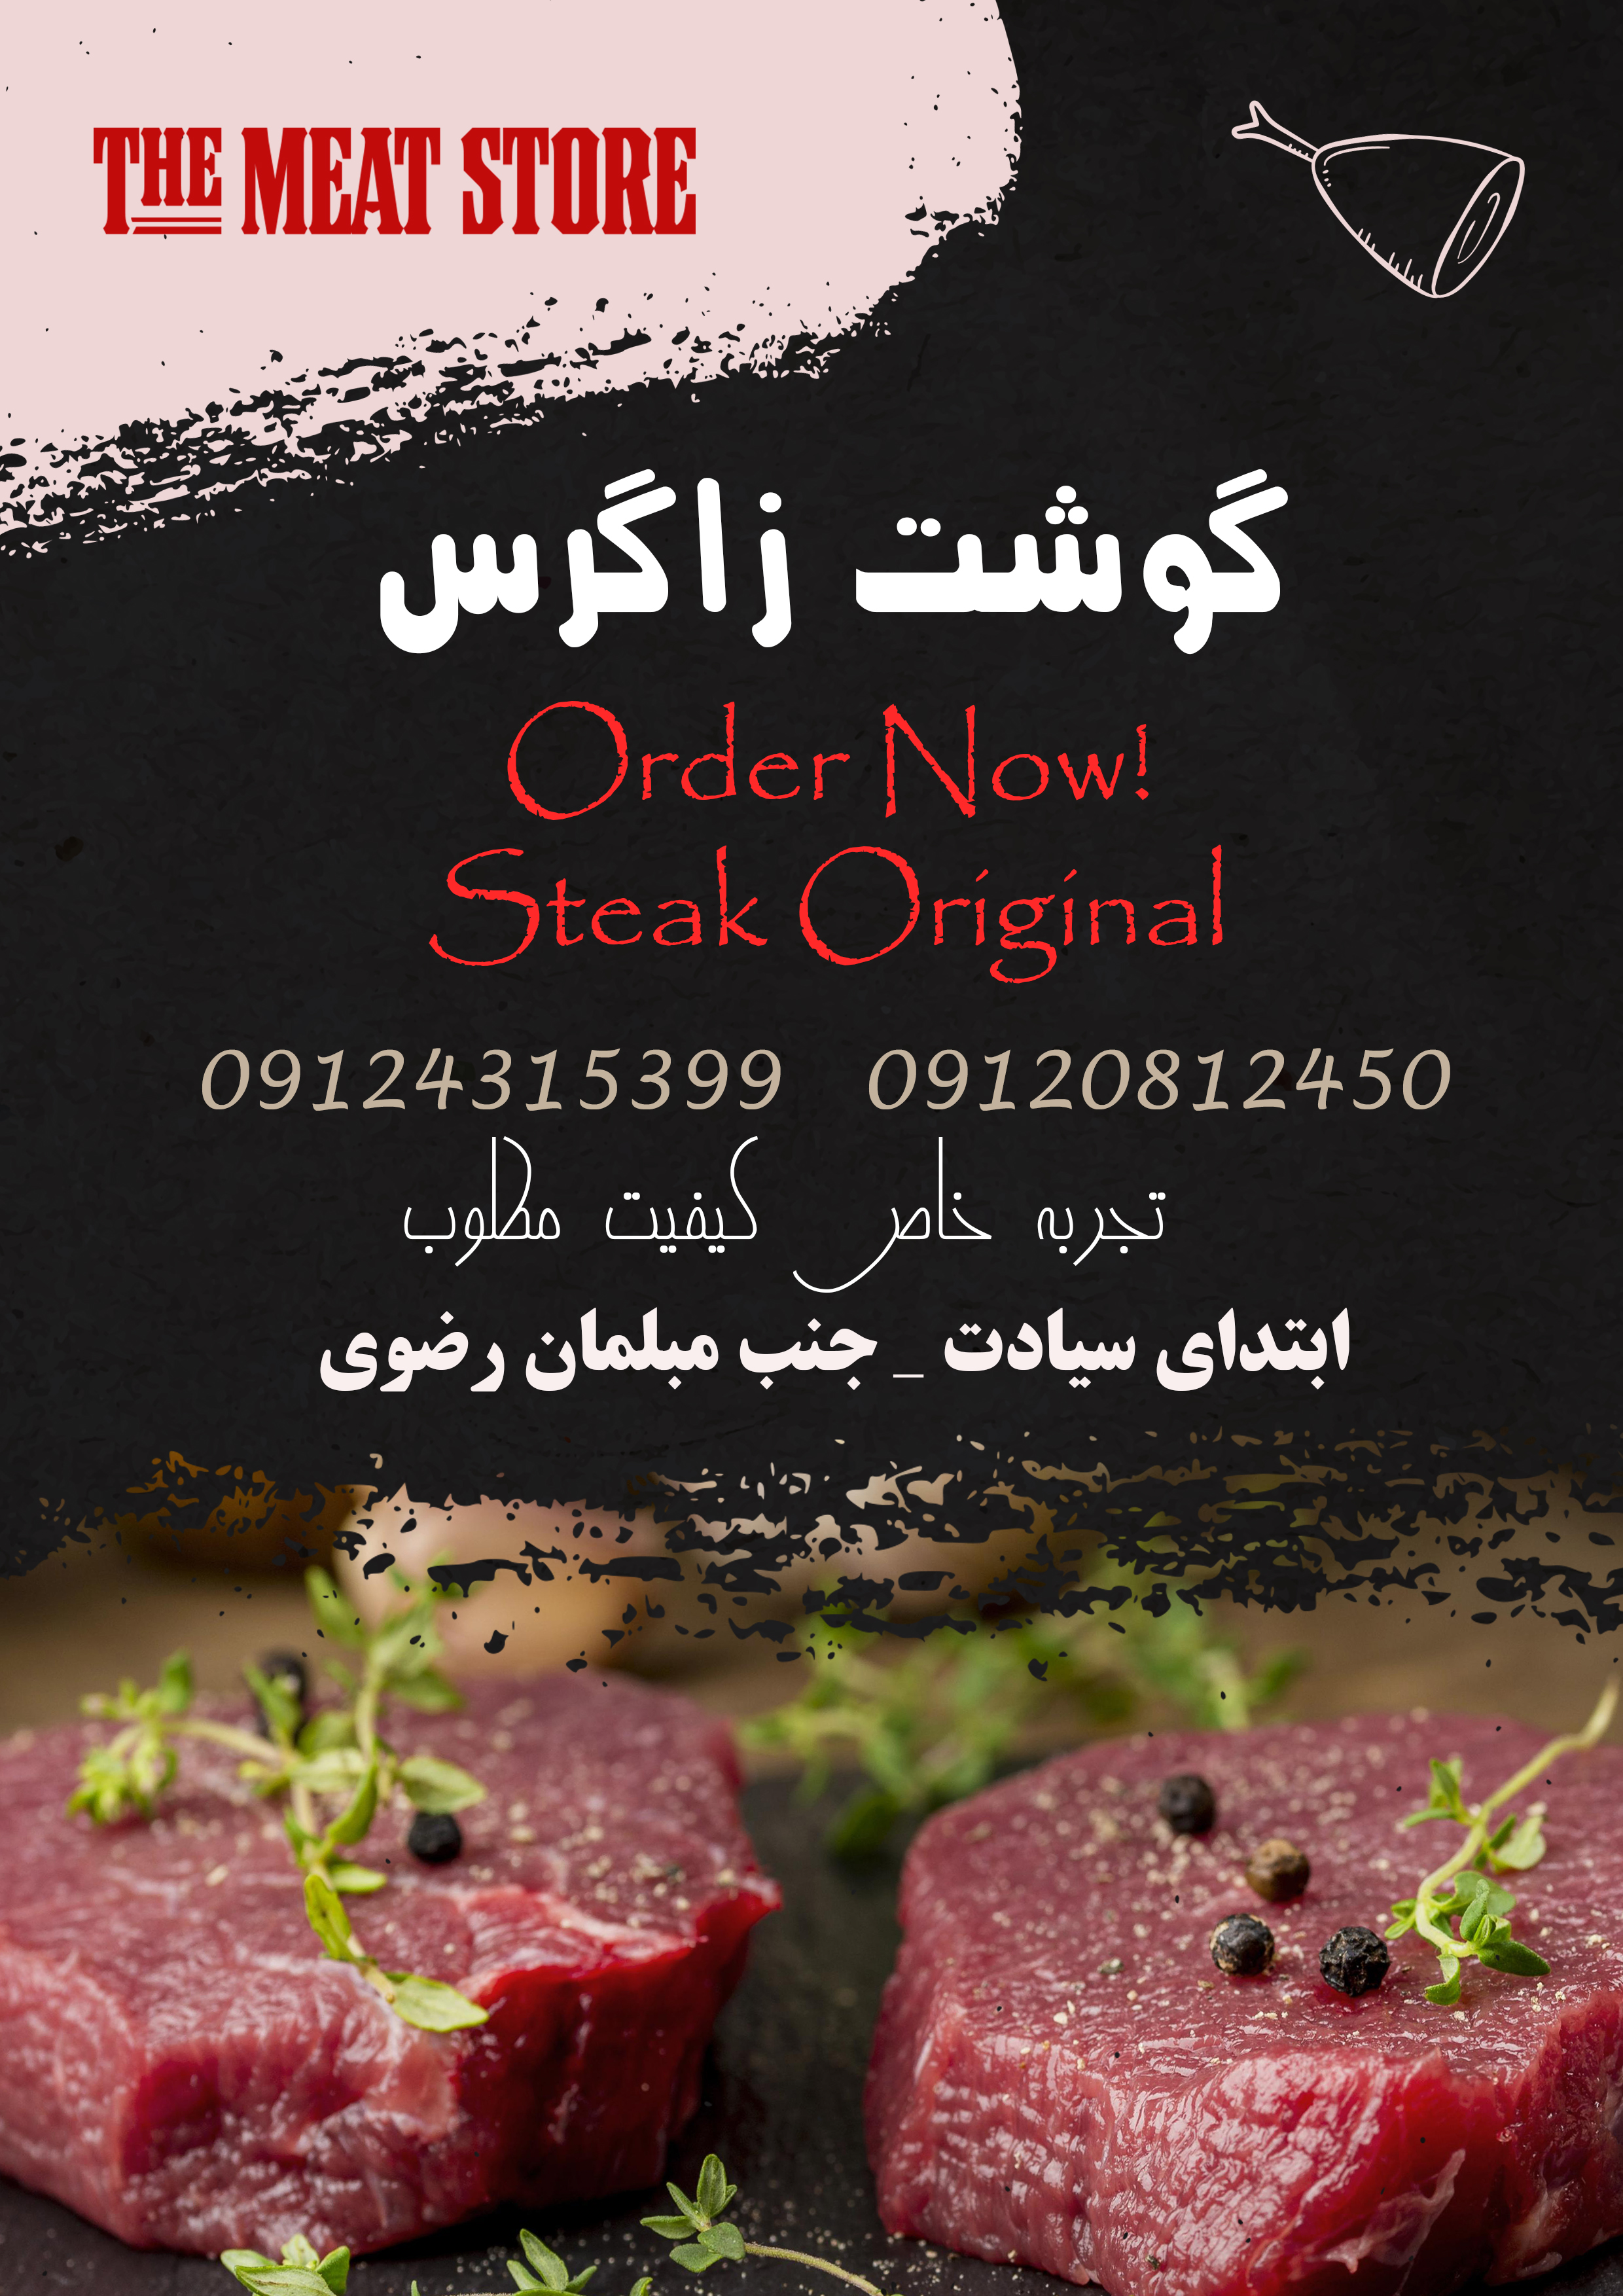 THE MEAT STORE
گوشت زاگرس
Order Now!
Steak Original
09124315399 09120812450
تجربه خاص کیفیت مطلوب
ابتدای سیادت _ جنب مبلمان رضوی